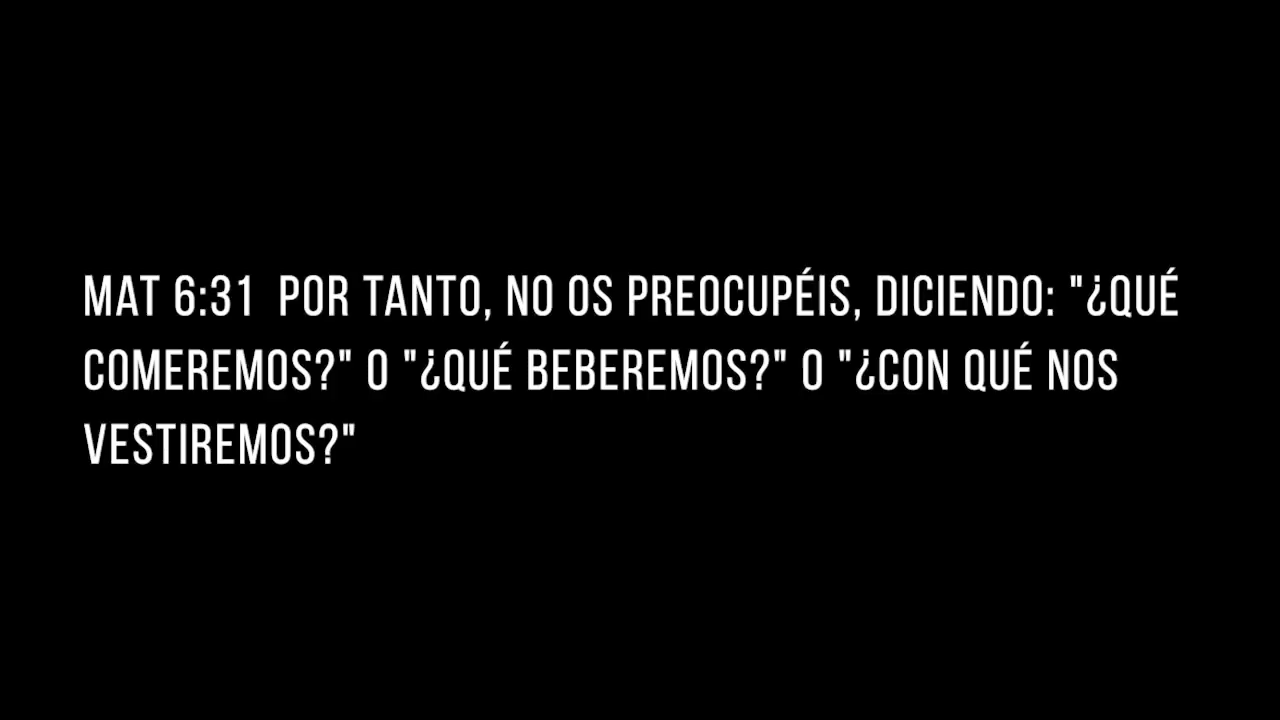 MAT 6:31  POR TANTO, NO OS PREOCUPÉIS, DICIENDO: "¿QUÉ
COMEREMOS?" O "¿QUÉ BEBEREMOS?" O "¿CON QUÉ NOS
VESTIREMOS?"